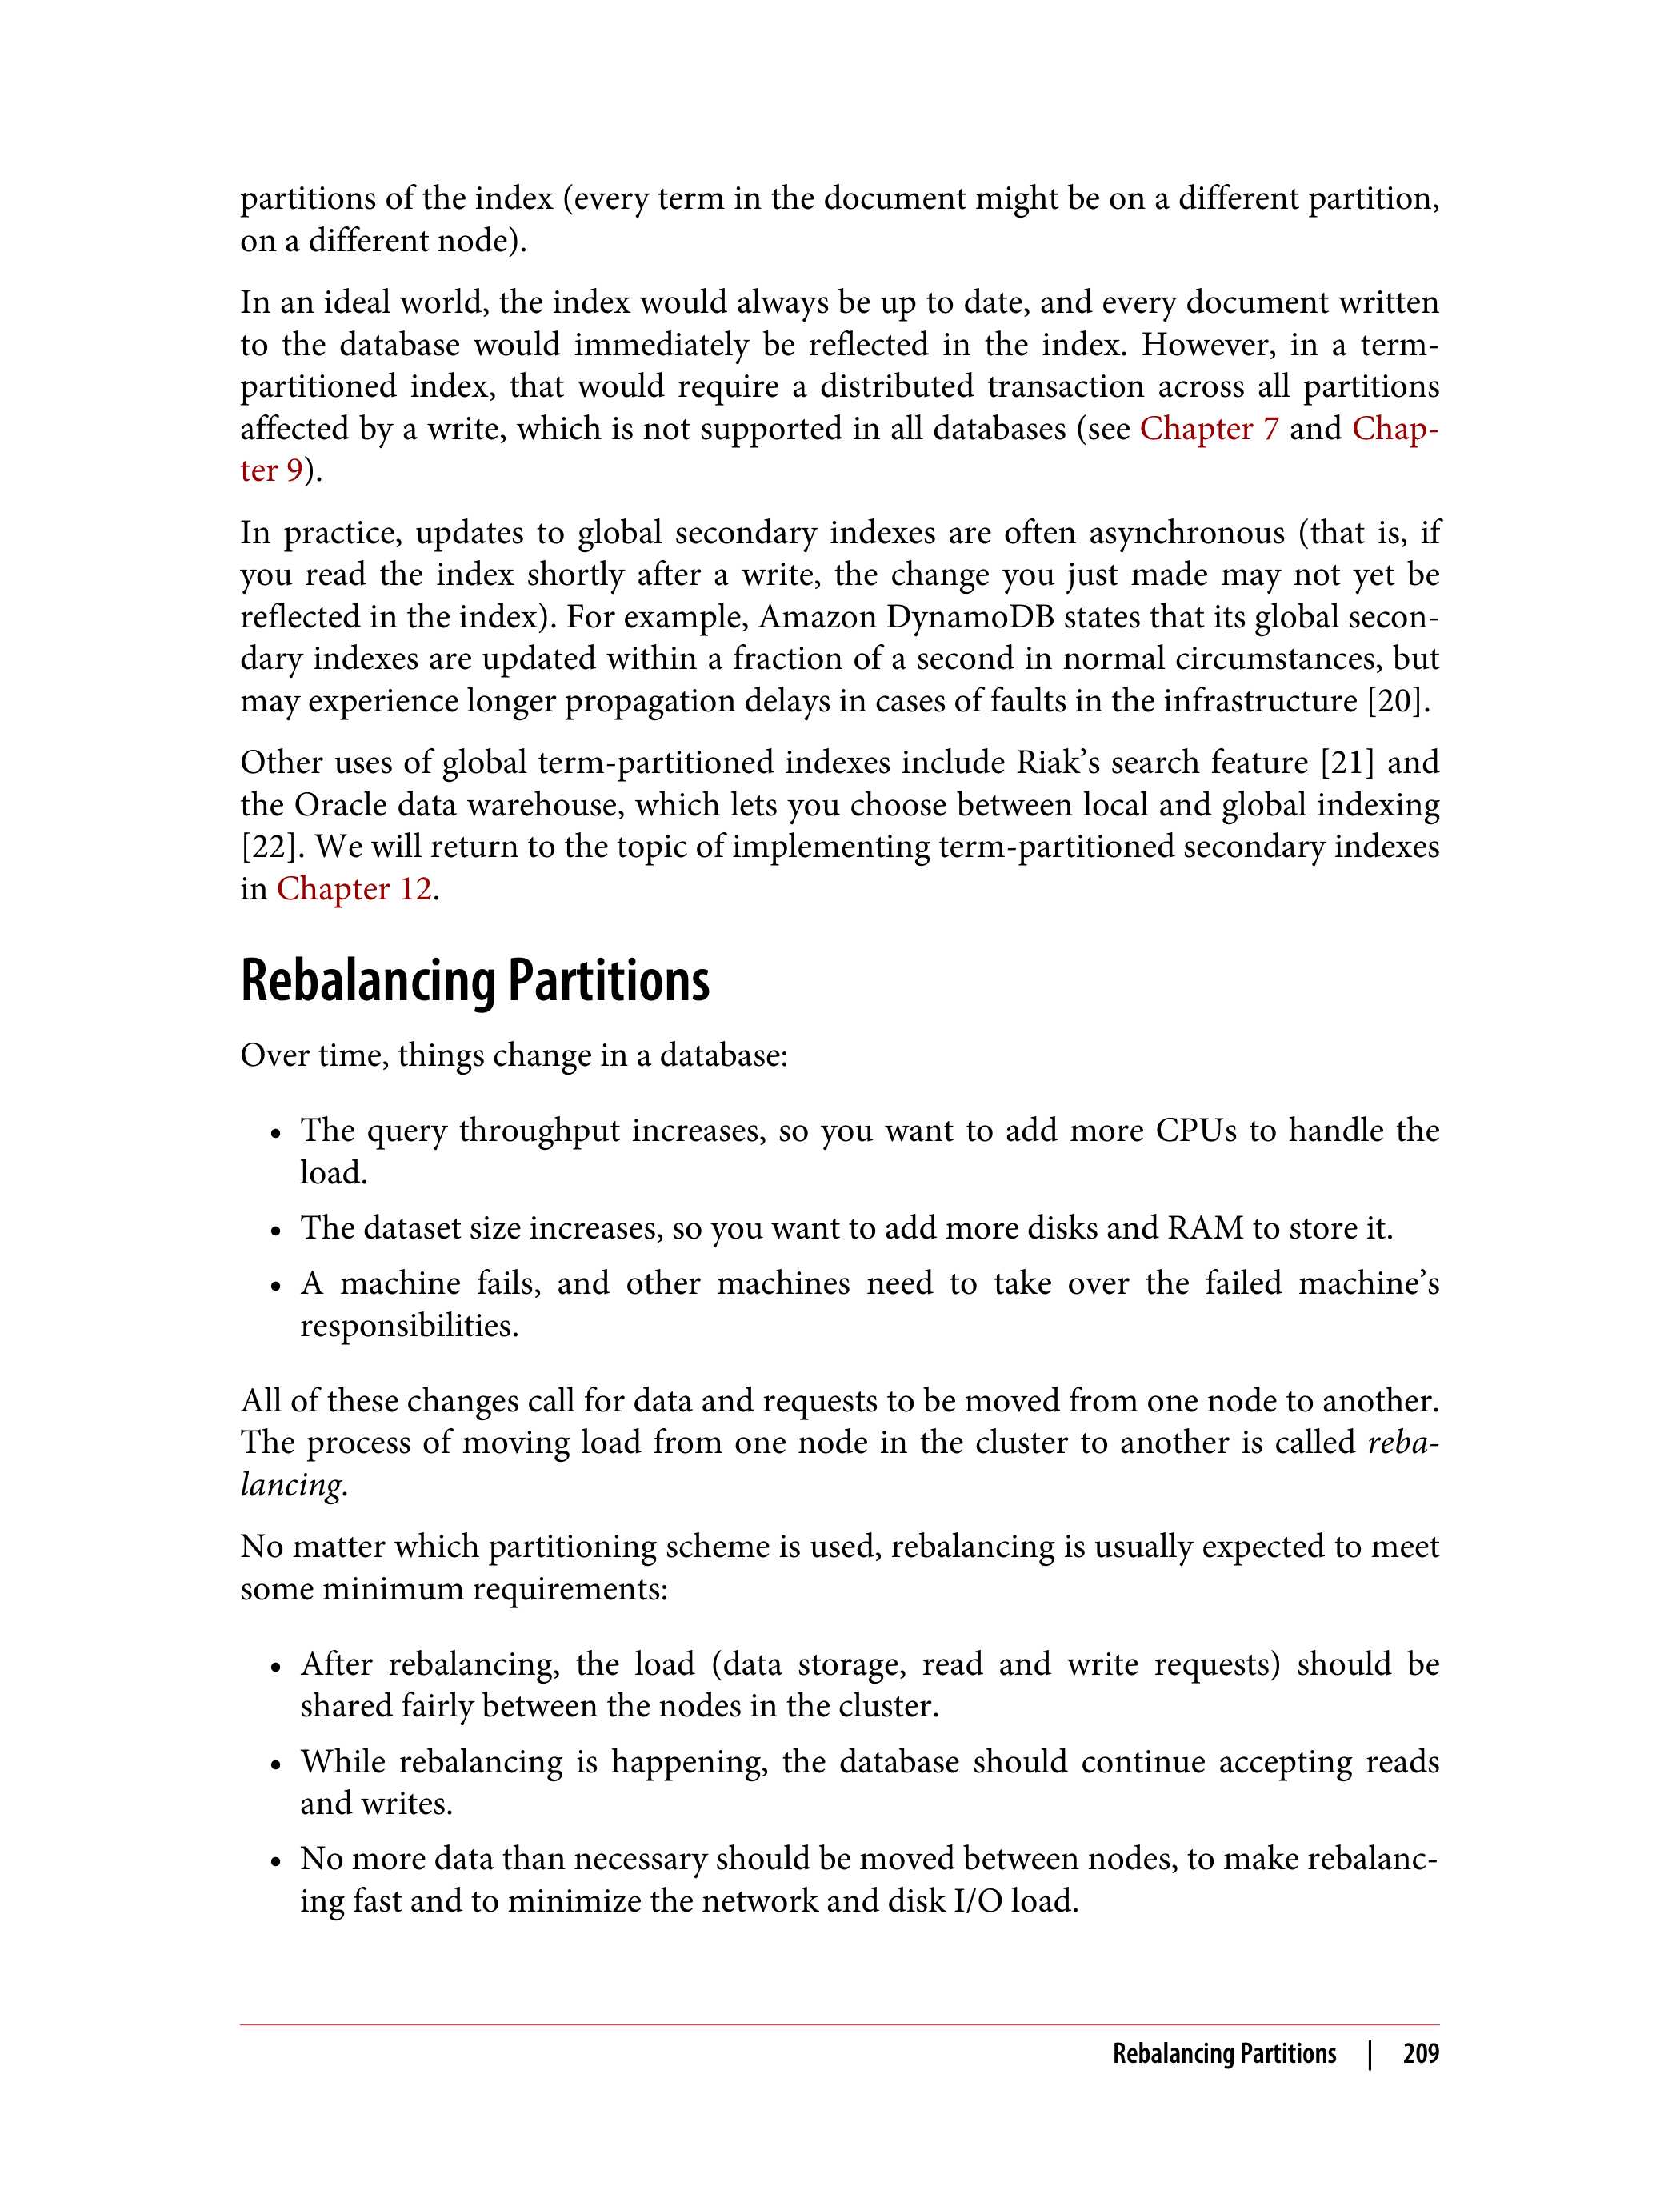 partitions of the index (every term in the document might be on a different partition,
on a different node).
In an ideal world, the index would always be up to date, and every document written
to the database would immediately be reflected in the index. However, in a term-
partitioned index, that would require a distributed transaction across all partitions
affected by a write, which is not supported in all databases (see Chapter 7 and Chap-
ter 9).
In practice, updates to global secondary indexes are often asynchronous (that is, if
you read the index shortly after a write, the change you just made may not yet be
reflected in the index). For example, Amazon DynamoDB states that its global secon-
dary indexes are updated within a fraction of a second in normal circumstances, but
may experience longer propagation delays in cases of faults in the infrastructure [20].
Other uses of global term-partitioned indexes include Riak’s search feature [21] and
the Oracle data warehouse, which lets you choose between local and global indexing
[22]. We will return to the topic of implementing term-partitioned secondary indexes
in Chapter 12.
Rebalancing Partitions
Over time, things change in a database:
• The query throughput increases, so you want to add more CPUs to handle the
load.
• The dataset size increases, so you want to add more disks and RAM to store it.
• A machine fails, and other machines need to take over the failed machine’s
responsibilities.
All of these changes call for data and requests to be moved from one node to another.
The process of moving load from one node in the cluster to another is called reba-
lancing.
No matter which partitioning scheme is used, rebalancing is usually expected to meet
some minimum requirements:
• After rebalancing, the load (data storage, read and write requests) should be
shared fairly between the nodes in the cluster.
• While rebalancing is happening, the database should continue accepting reads
and writes.
• No more data than necessary should be moved between nodes, to make rebalanc-
ing fast and to minimize the network and disk I/O load.
Rebalancing Partitions | 209